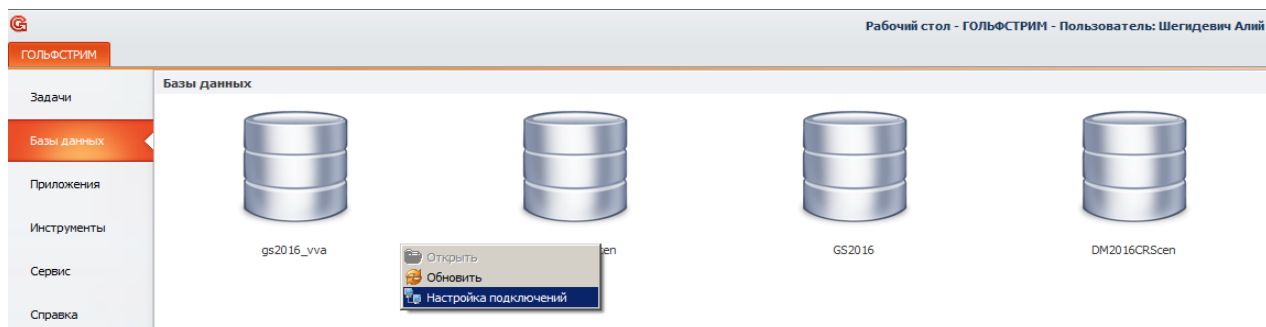 Рабочий стол - ГОЛЬФСТРИМ - Пользователь: Шегидевич Алий
ГОЛЬФСТРИМ
Задачи
Базы данных
Приложения
Инструменты
Сервис
Справка
Базы данных
gs2016_vva
cen
GS2016
DM2016CRScen
Открыть
Обновить
Настройка подключений